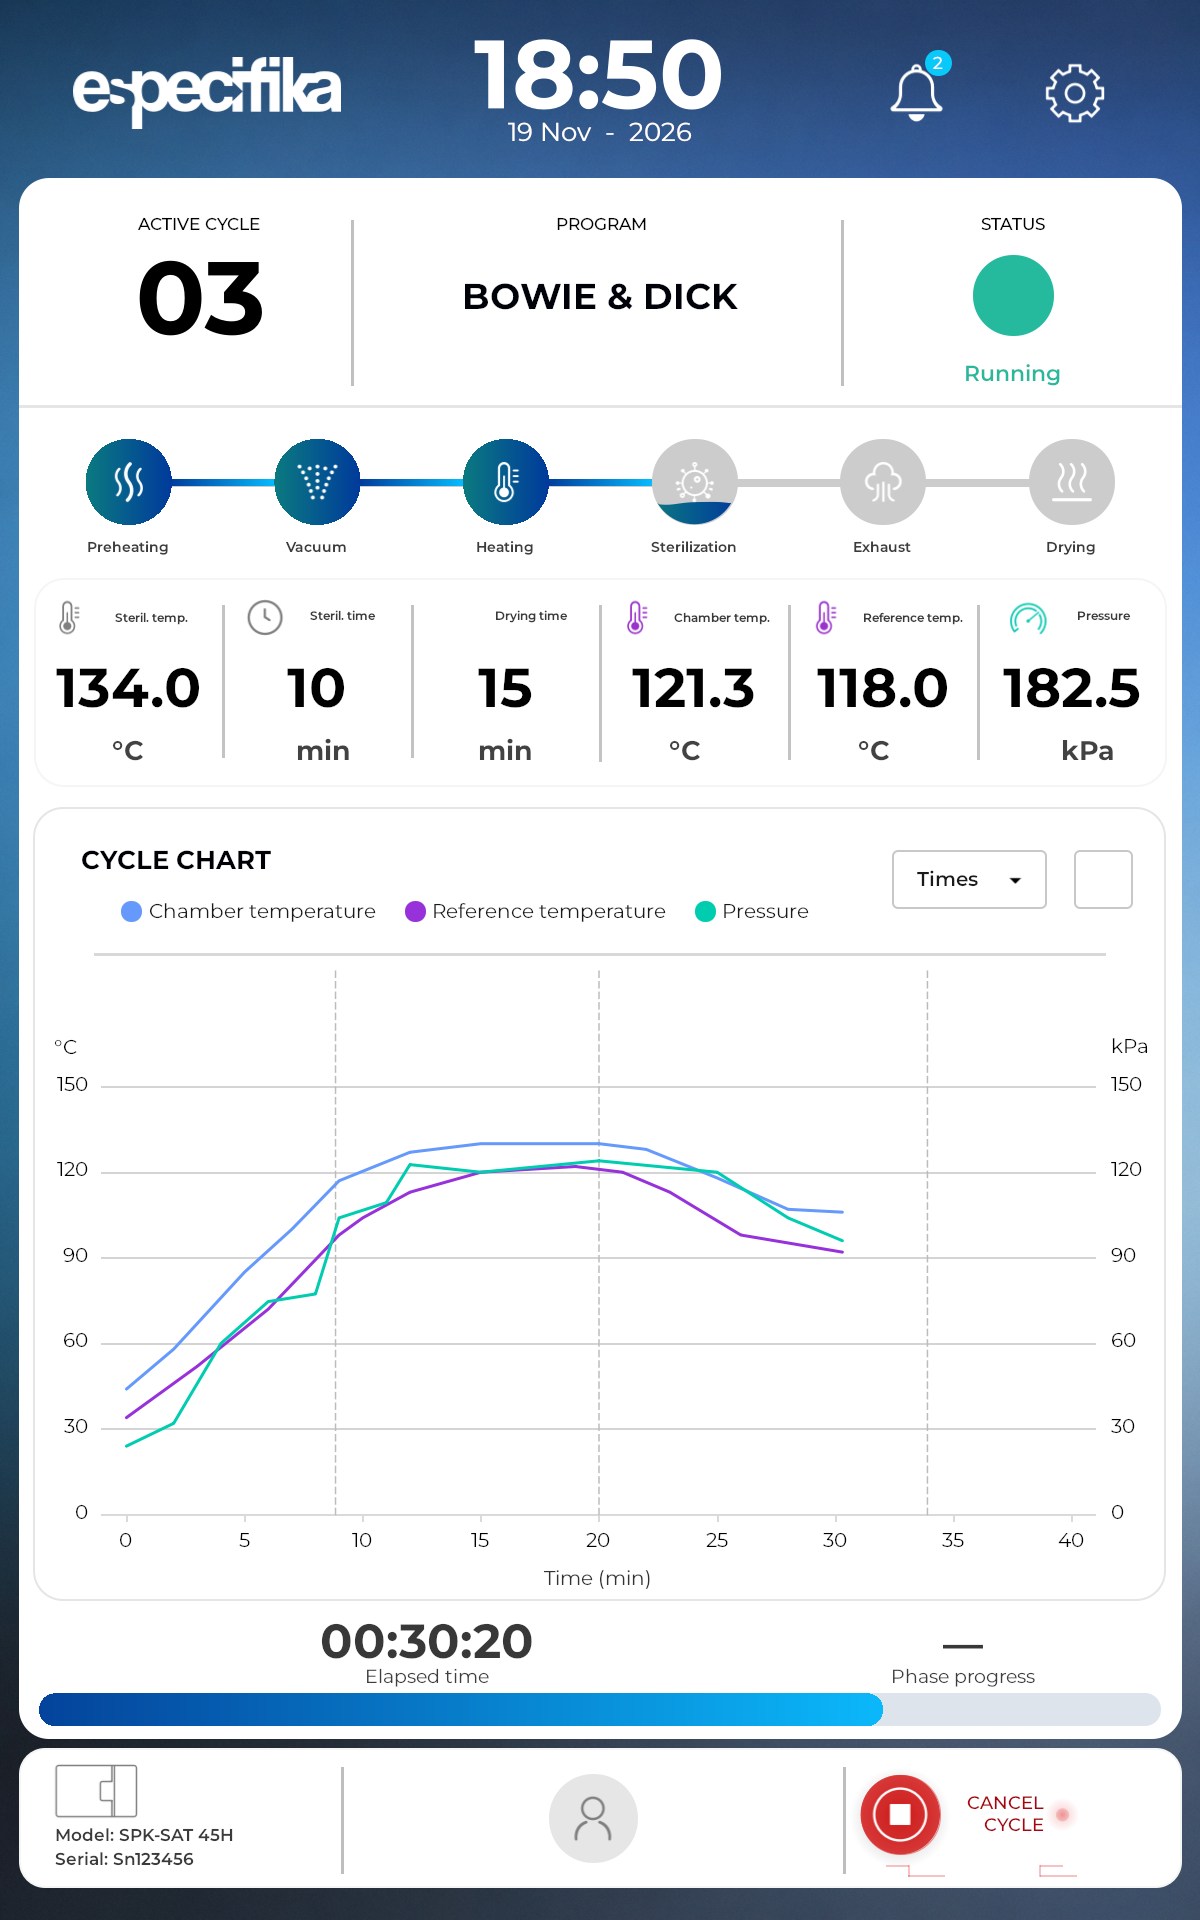 especifika
18:50
2
19 Nov - 2026
ACTIVE CYCLE
PROGRAM
STATUS
03
BOWIE & DICK
Running
Preheating
Vacuum
Heating
Sterilization
Exhaust
Drying
Steril. temp.
Steril. time
Drying time
Chamber temp.
Reference temp.
Pressure
134.0
10
15
121.3
118.0
182.5
°C
min
min
°C
°C
kPa
CYCLE CHART
Times
Chamber temperature
Reference temperature
Pressure
°C
kPa
150
150
120
120
90
90
60
60
30
30
0
0
0 5 10 15 20 25 30 35 40
Time (min)
00:30:20
—
Elapsed time
Phase progress
Model: SPK-SAT 45H
Serial: Sn123456
CANCEL
CYCLE